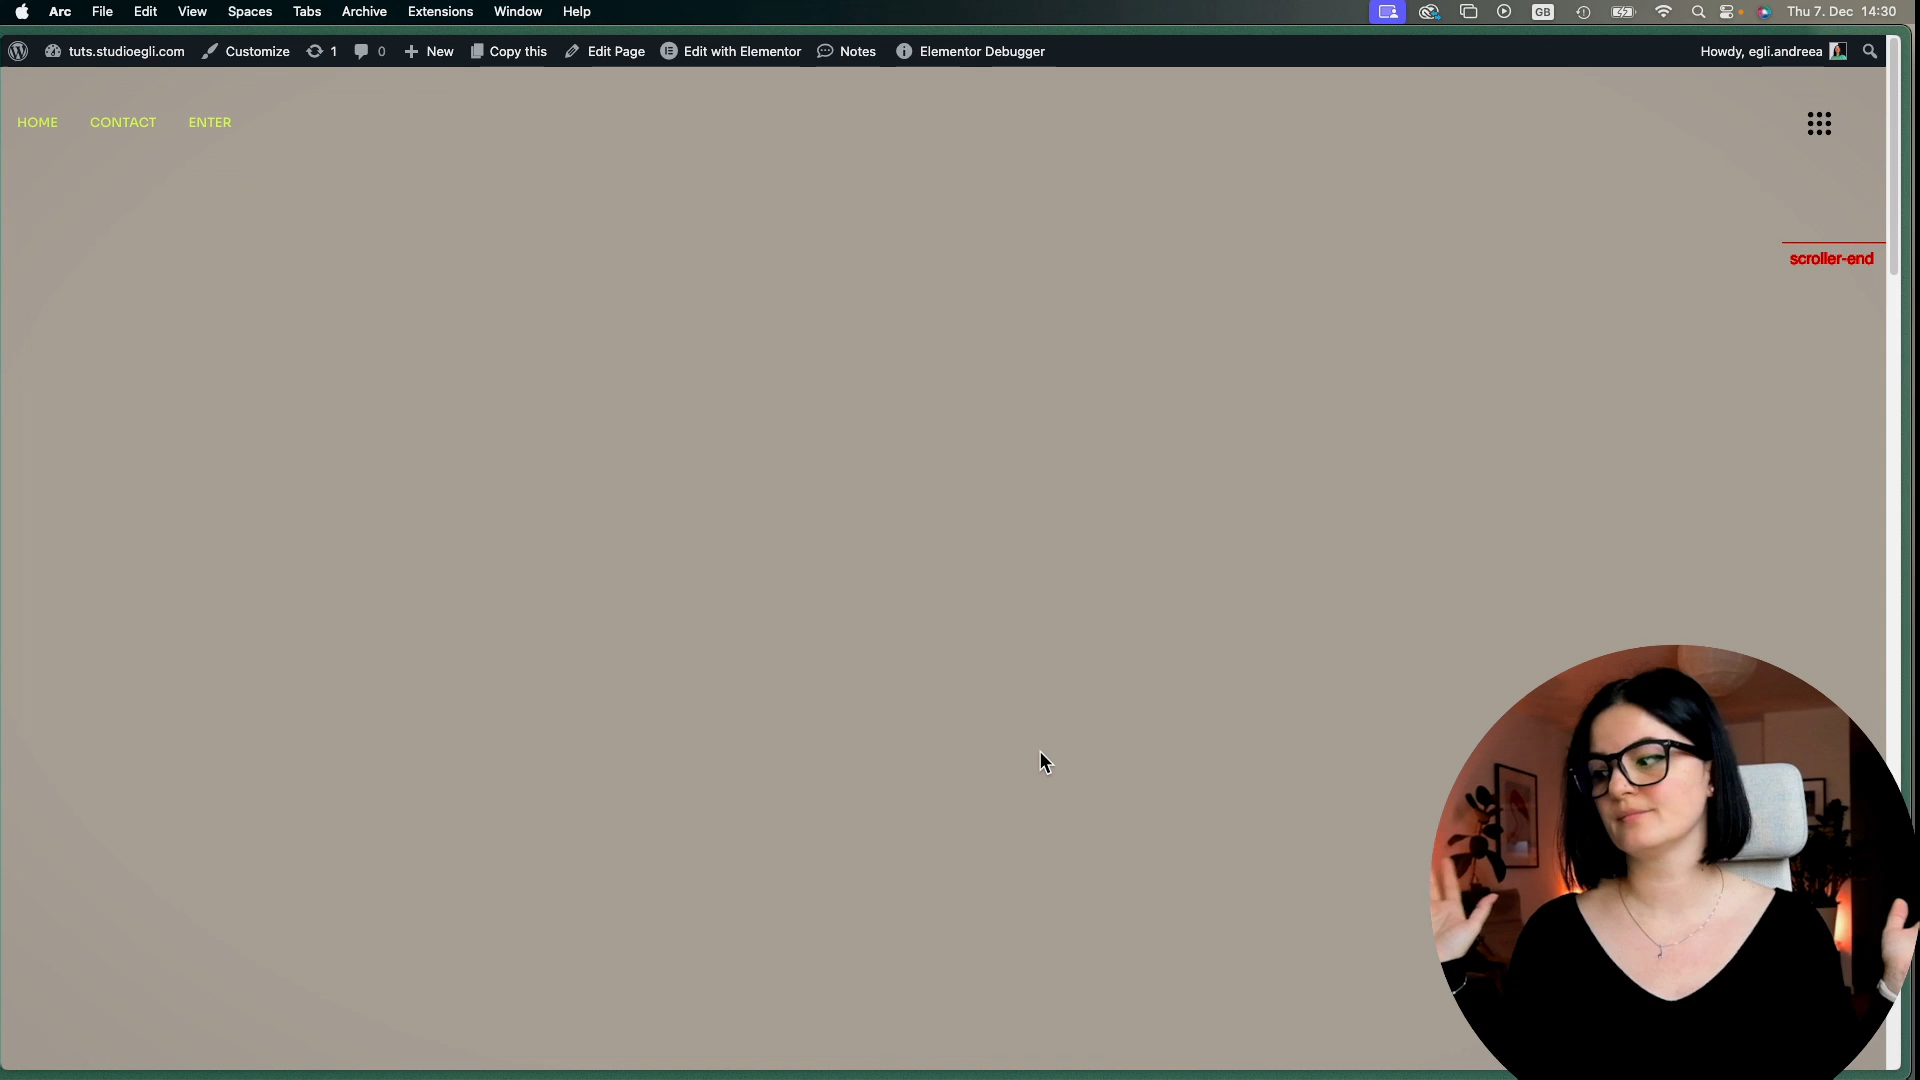 Arc File Edit View Spaces Tabs Archive Extensions Window Help GB Thu 7. Dec 14:30
tuts.studioegli.com Customize 1 0 New Copy this Edit Page Edit with Elementor Notes Elementor Debugger Howdy, egli.andreea
HOME CONTACT ENTER
scroller-end